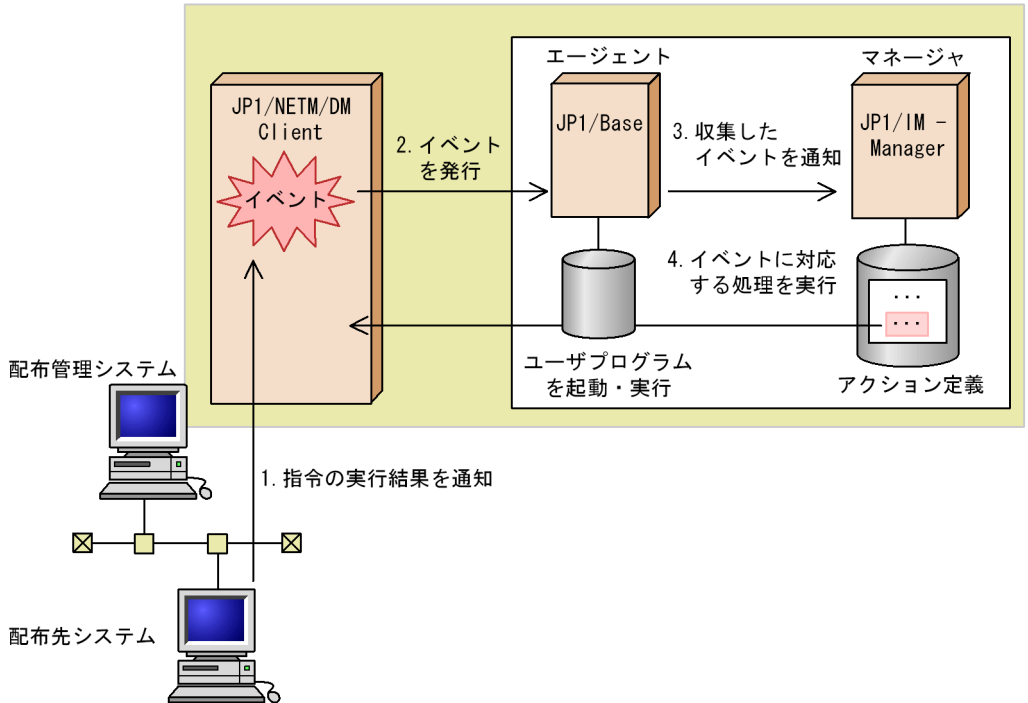 エージェント
マネージャ
JP1/NETM/DM
Client
イベント
2. イベント
を発行
JP1/Base
3. 収集した
イベントを通知
JP1/IM -
Manager
4. イベントに対応
する処理を実行
...
...
ユーザプログラム
を起動・実行
アクション定義
配布管理システム
1. 指令の実行結果を通知
配布先システム